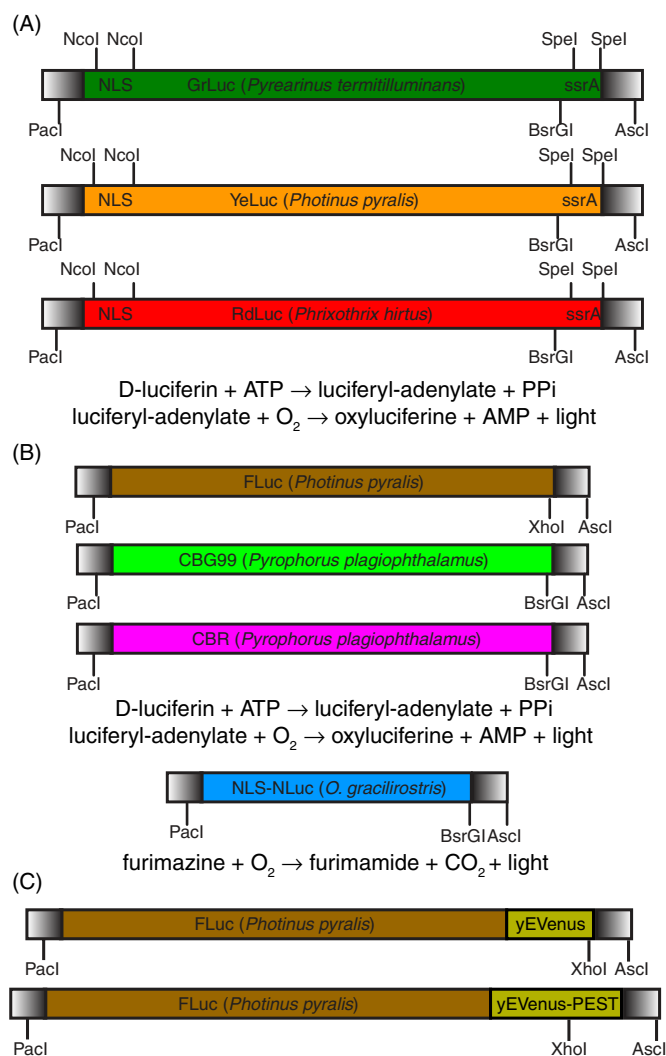 (A)
NcoI NcoI SpeI SpeI
NLS GrLuc (Pyrearinus termitilluminans) ssrA
PacI BsrGI AscI
NcoI NcoI SpeI SpeI
NLS YeLuc (Photinus pyralis) ssrA
PacI BsrGI AscI
NcoI NcoI SpeI SpeI
NLS RdLuc (Phrixothrix hirtus) ssrA
PacI BsrGI AscI
D-luciferin + ATP → luciferyl-adenylate + PPi
luciferyl-adenylate + O₂ → oxyluciferine + AMP + light
(B)
FLuc (Photinus pyralis)
PacI XhoI AscI
CBG99 (Pyrophorus plagiophthalamus)
PacI BsrGI AscI
CBR (Pyrophorus plagiophthalamus)
PacI BsrGI AscI
D-luciferin + ATP → luciferyl-adenylate + PPi
luciferyl-adenylate + O₂ → oxyluciferine + AMP + light
NLS-NLuc (O. gracilirostris)
PacI BsrGI AscI
furimazine + O₂ → furimamide + CO₂ + light
(C)
FLuc (Photinus pyralis) yEVenus
PacI XhoI AscI
FLuc (Photinus pyralis) yEVenus-PEST
PacI XhoI AscI